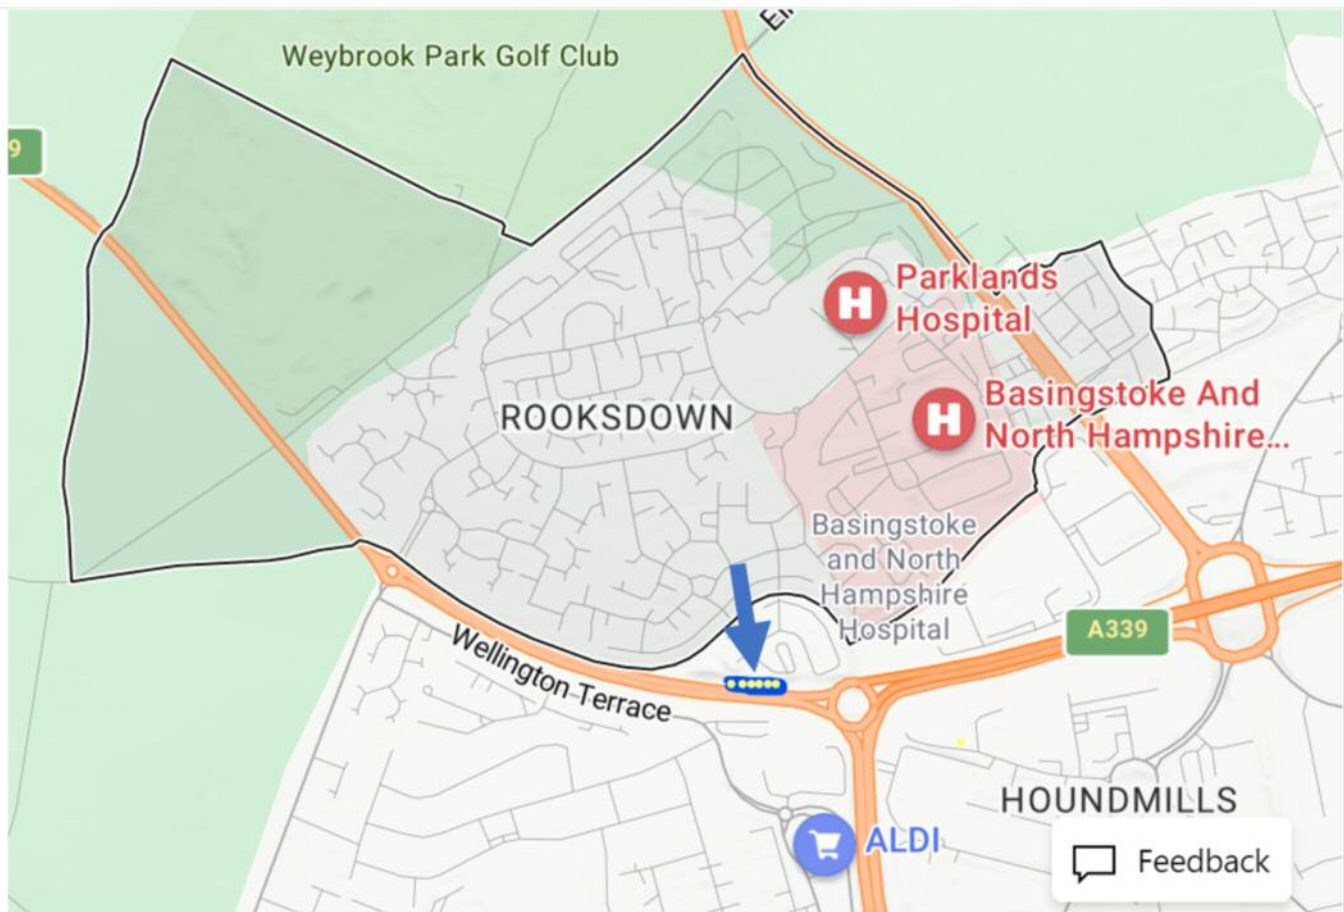 Weybrook Park Golf Club
9
Parklands
Hospital
Basingstoke And
North Hampshire...
ROOKSDOWN
Basingstoke
and North
Hampshire
Hospital
A339
Wellington Terrace
HOUNDMILLS
ALDI
Feedback